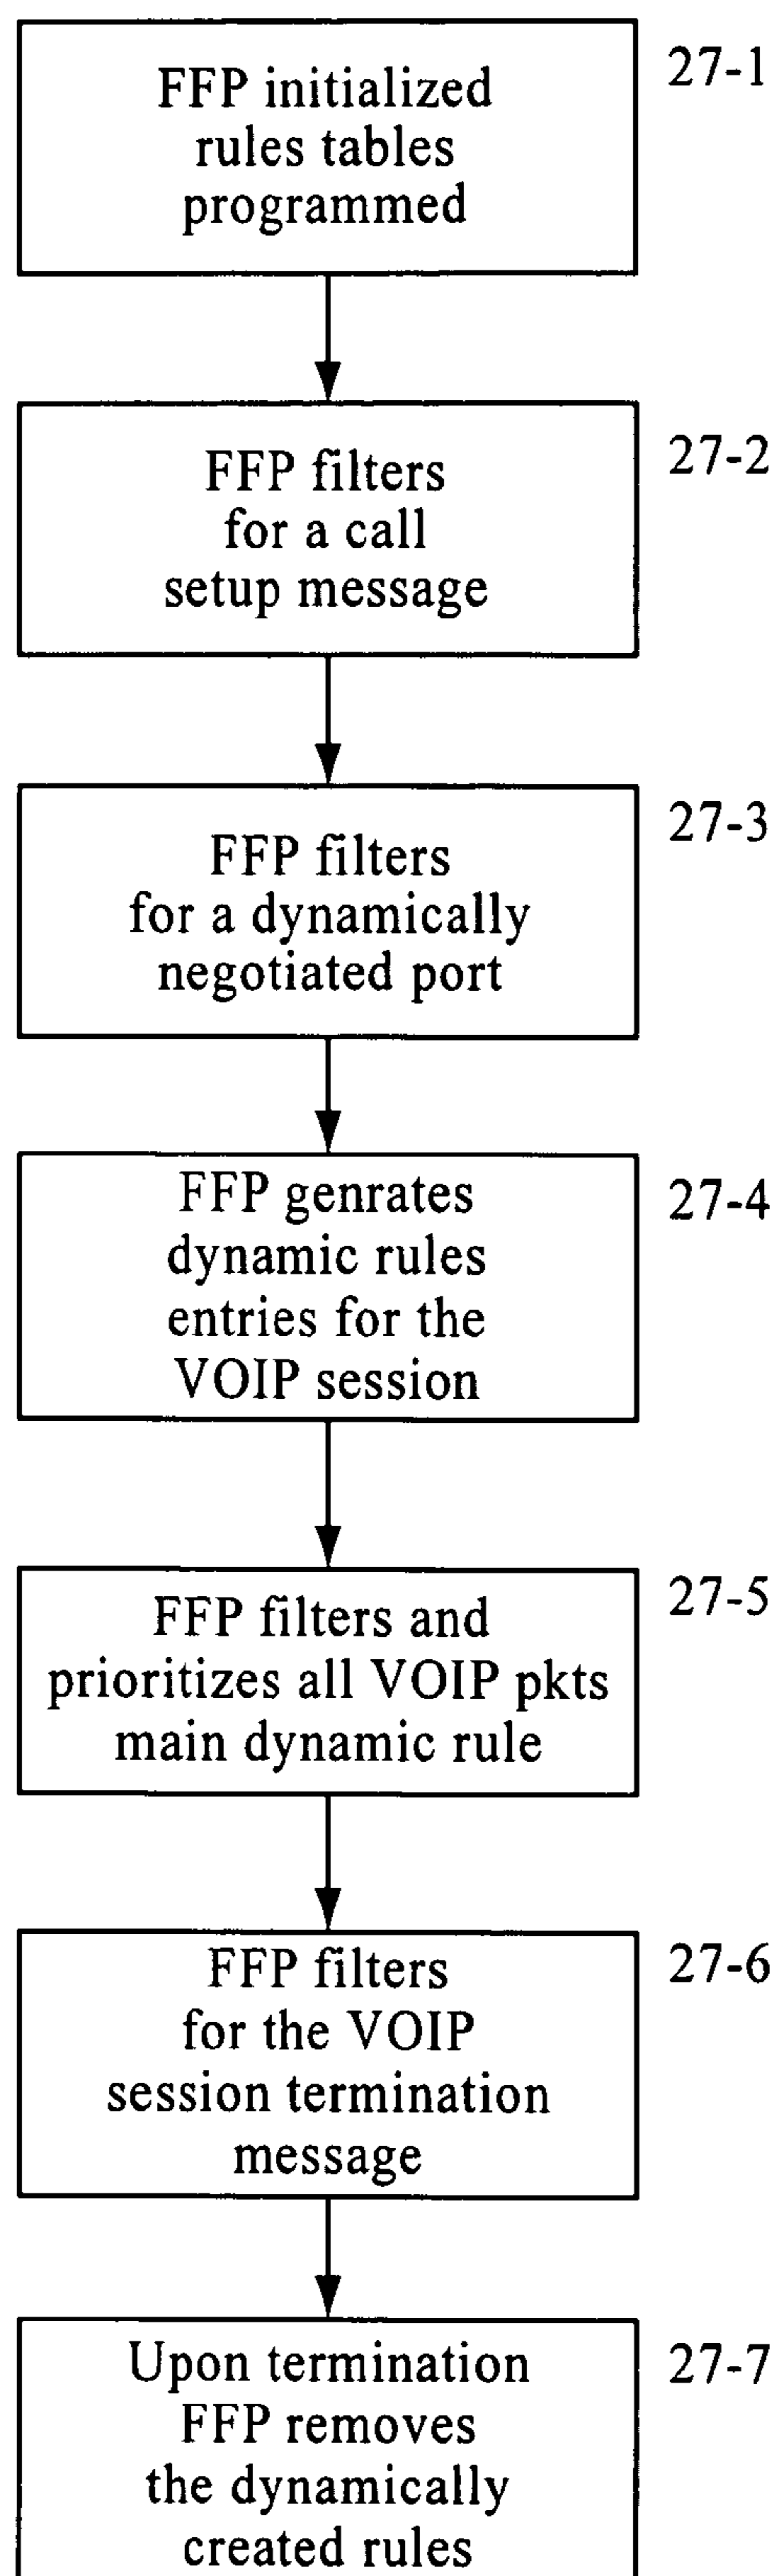 FFP initialized
rules tables
programmed
27-1
FFP filters
for a call
setup message
27-2
FFP filters
for a dynamically
negotiated port
27-3
FFP genrates
dynamic rules
entries for the
VOIP session
27-4
FFP filters and
prioritizes all VOIP pkts
main dynamic rule
27-5
FFP filters
for the VOIP
session termination
message
27-6
Upon termination
FFP removes
the dynamically
created rules
27-7